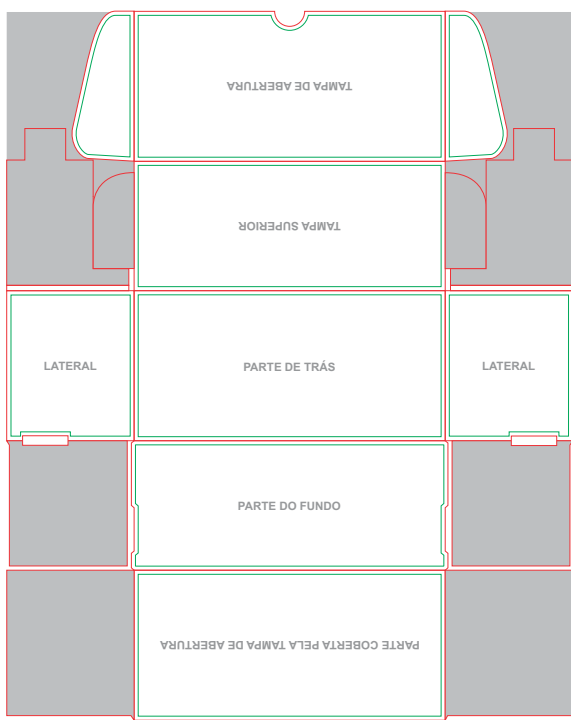 TAMPA DE ABERTURA
TAMPA SUPERIOR
LATERAL
PARTE DE TRÁS
LATERAL
PARTE DO FUNDO
PARTE COBERTA PELA TAMPA DE ABERTURA